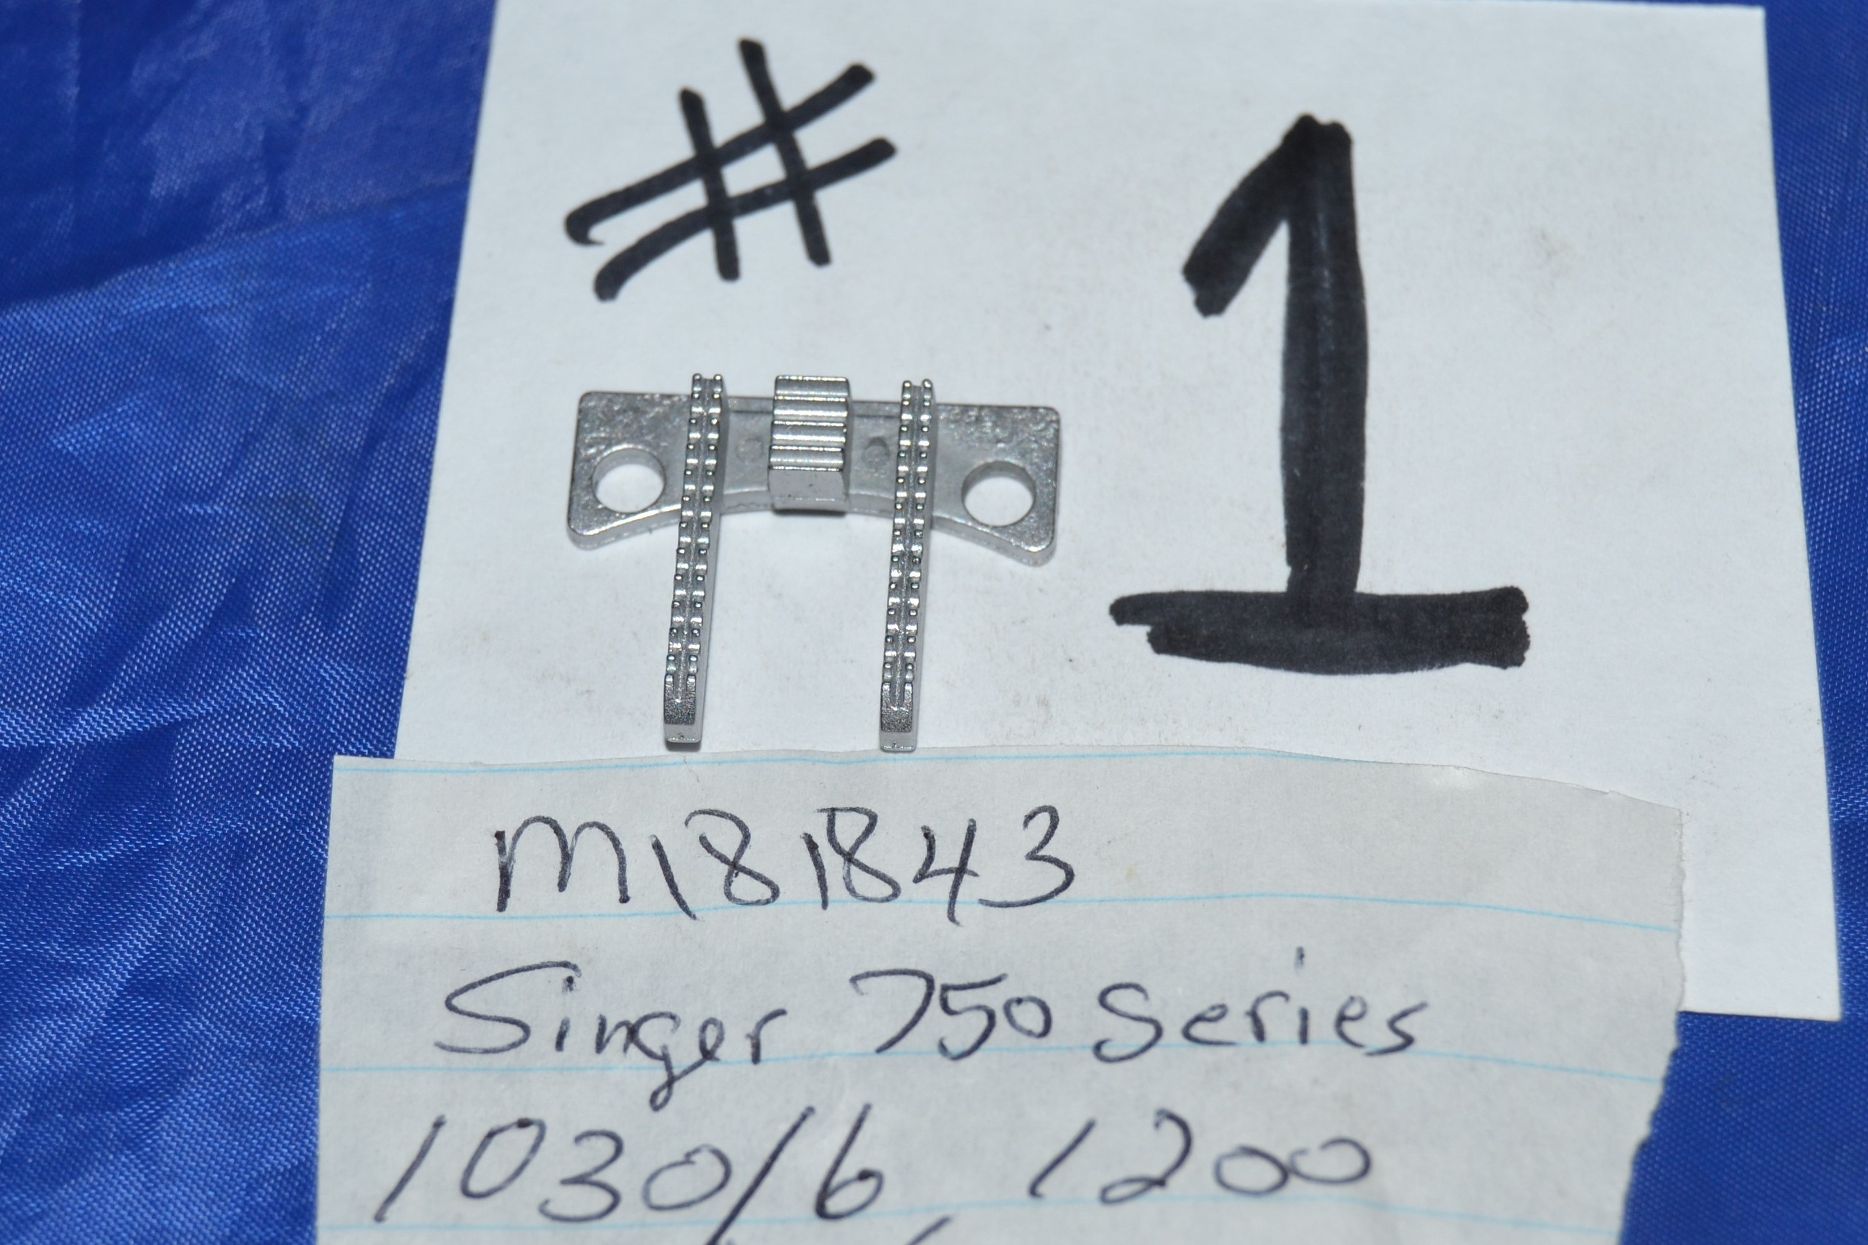 # 1
M181843
Singer 750 Series
1030/6, 1200